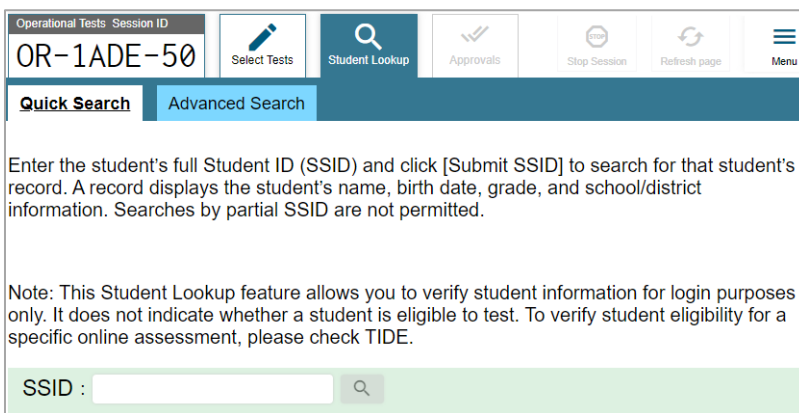 Operational Tests Session ID
OR-1ADE-50
Select Tests
Student Lookup
Approvals
STOP
Stop Session
Refresh page
Menu
Quick Search
Advanced Search
Enter the student's full Student ID (SSID) and click [Submit SSID] to search for that student's
record. A record displays the student's name, birth date, grade, and school/district
information. Searches by partial SSID are not permitted.
Note: This Student Lookup feature allows you to verify student information for login purposes
only. It does not indicate whether a student is eligible to test. To verify student eligibility for a
specific online assessment, please check TIDE.
SSID :